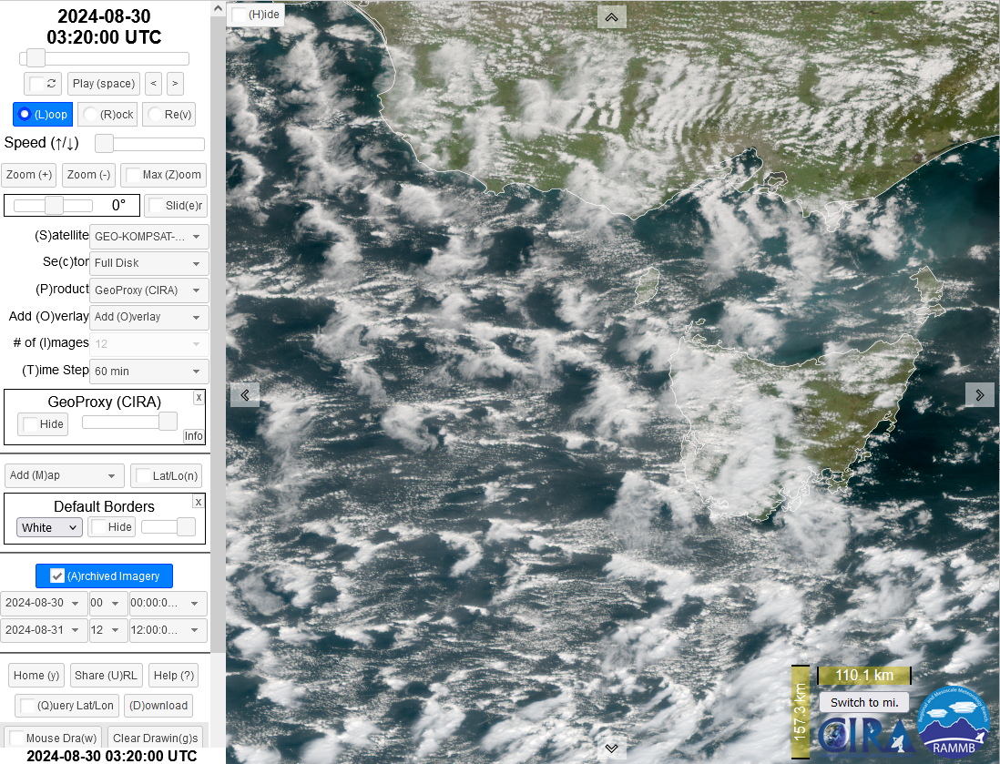 2024-08-30
03:20:00 UTC
Play (space)
<
>
(L)oop
(R)ock
Re(v)
Speed (↑/↓)
Zoom (+)
Zoom (-)
Max (Z)oom
0°
Slid(e)r
(S)atellite
GEO-KOMPSAT-...
Se(c)tor
Full Disk
(P)roduct
GeoProxy (CIRA)
Add (O)verlay
Add (O)verlay
# of (I)mages
12
(T)ime Step
60 min
GeoProxy (CIRA)
x
Hide
Info
Add (M)ap
Lat/Lo(n)
Default Borders
x
White
Hide
(A)rchived Imagery
2024-08-30
00
00:00:0...
2024-08-31
12
12:00:0...
Home (y)
Share (U)RL
Help (?)
(Q)uery Lat/Lon
(D)ownload
Mouse Dra(w)
Clear Drawin(g)s
2024-08-30 03:20:00 UTC
(H)ide
157.3 km
110.1 km
Switch to mi.
CIRA
Regional and Mesoscale Meteorology Branch
RAMMB